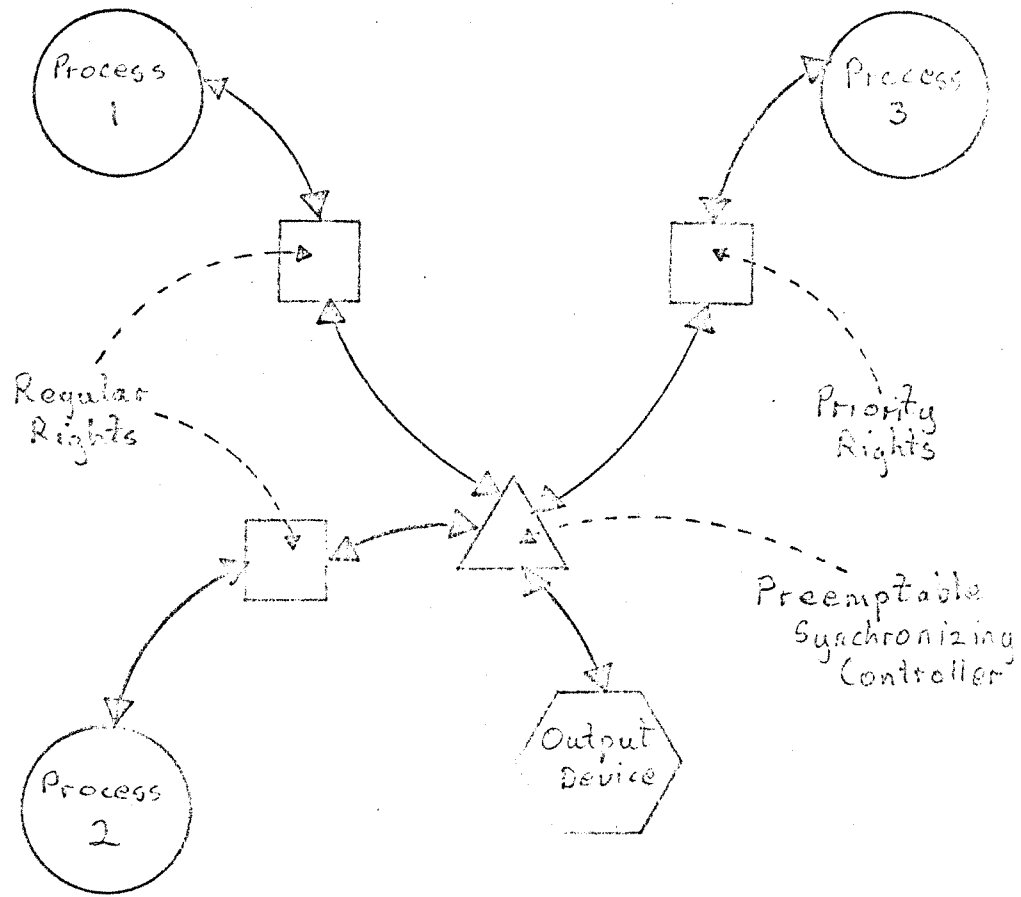 Process
1
Process
3
Regular
Rights
Priority
Rights
Preemptable
Synchronizing
Controller
Output
Device
Process
2